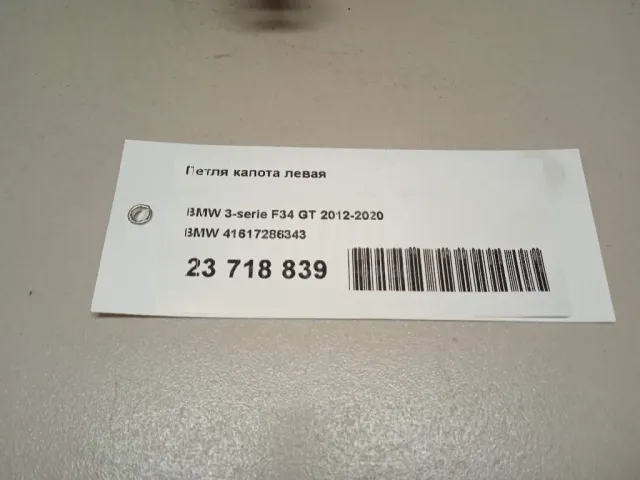 Петля капота левая
BMW 3-serie F34 GT 2012-2020
BMW 41617286343
23 718 839